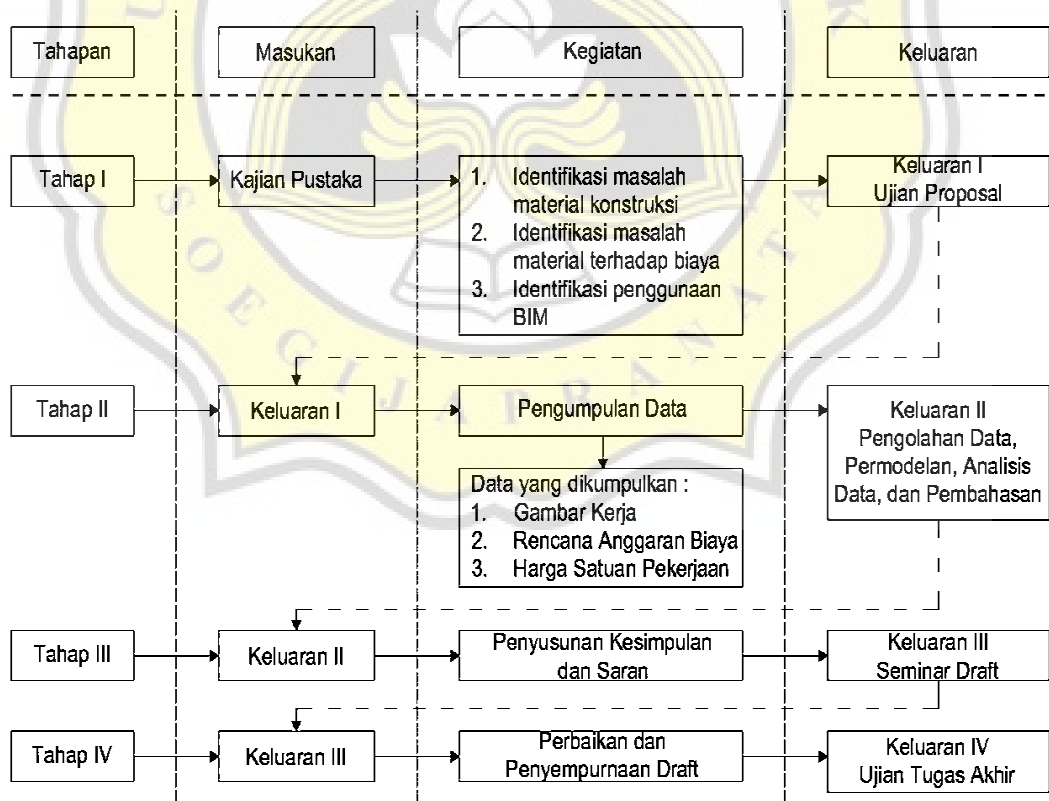 Tahapan
Masukan
Kegiatan
Keluaran
Tahap I
Kajian Pustaka
1. Identifikasi masalah
material konstruksi
2. Identifikasi masalah
material terhadap biaya
3. Identifikasi penggunaan
BIM
Keluaran I
Ujian Proposal
Tahap II
Keluaran I
Pengumpulan Data
Keluaran II
Pengolahan Data,
Permodelan, Analisis
Data, dan Pembahasan
Data yang dikumpulkan :
1. Gambar Kerja
2. Rencana Anggaran Biaya
3. Harga Satuan Pekerjaan
Tahap III
Keluaran II
Penyusunan Kesimpulan
dan Saran
Keluaran III
Seminar Draft
Tahap IV
Keluaran III
Perbaikan dan
Penyempurnaan Draft
Keluaran IV
Ujian Tugas Akhir
SOEGIJAPRANATA